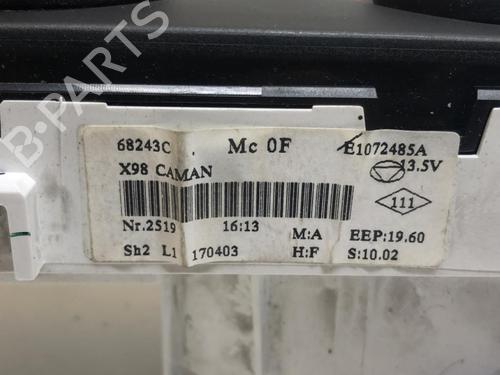 B-PARTS
68243C Mc 0F E1072485A
X98 CAMAN 13.5V
111
Nr.2519 16:13 M:A EEP:19.60
Sh2 L1 170403 H:F S:10.02